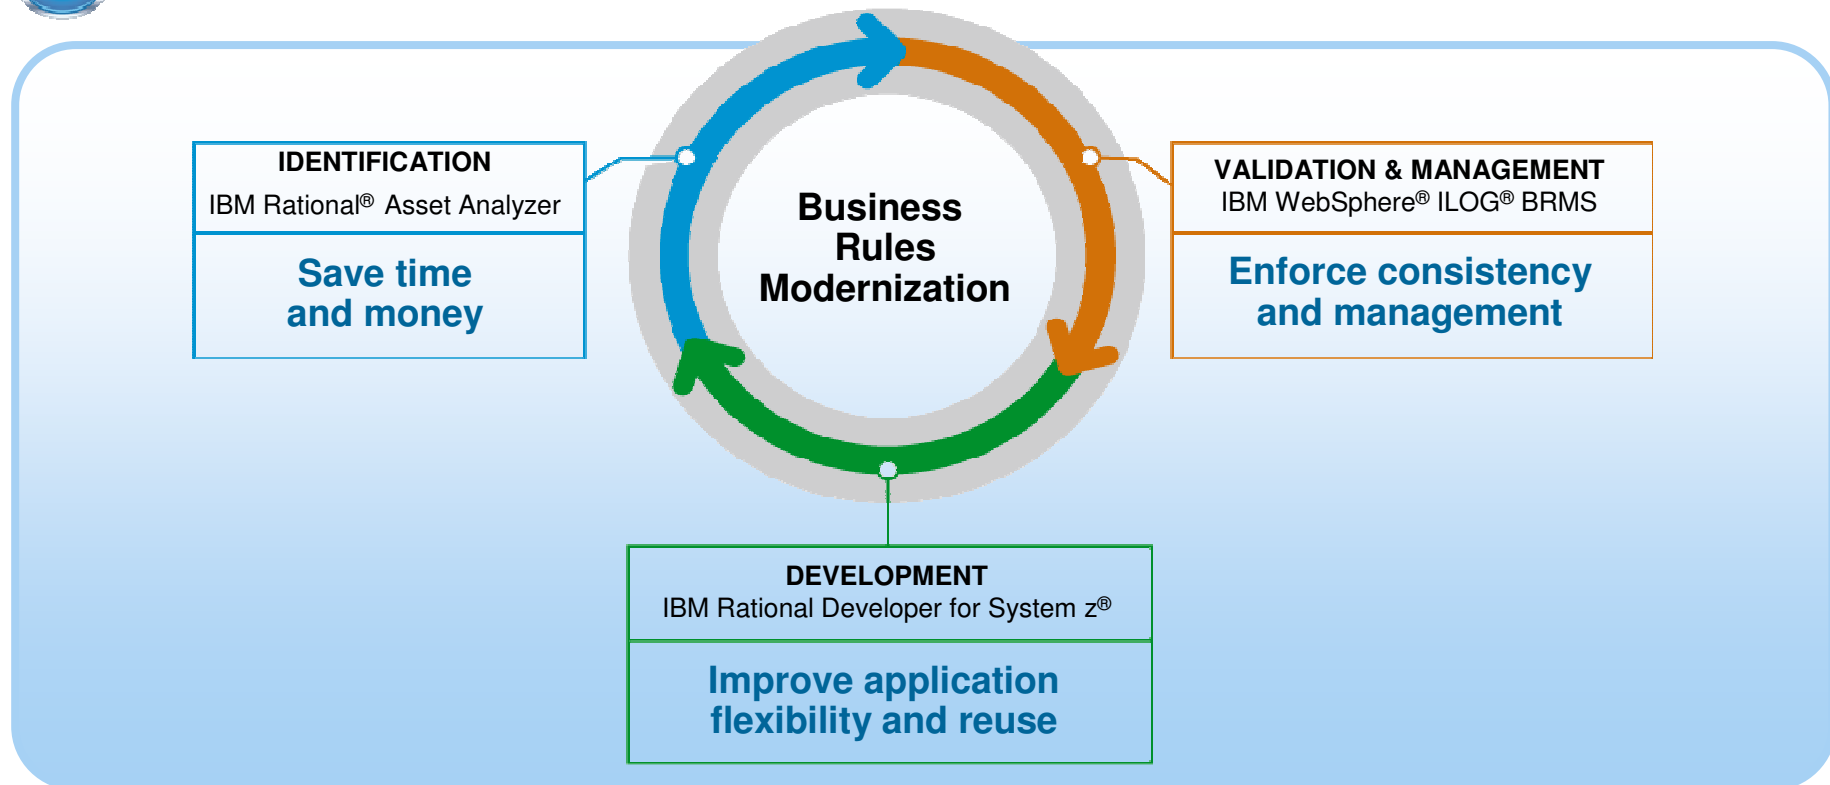 IDENTIFICATION
IBM Rational® Asset Analyzer
Save time
and money
Business
Rules
Modernization
VALIDATION & MANAGEMENT
IBM WebSphere® ILOG® BRMS
Enforce consistency
and management
DEVELOPMENT
IBM Rational Developer for System z®
Improve application
flexibility and reuse